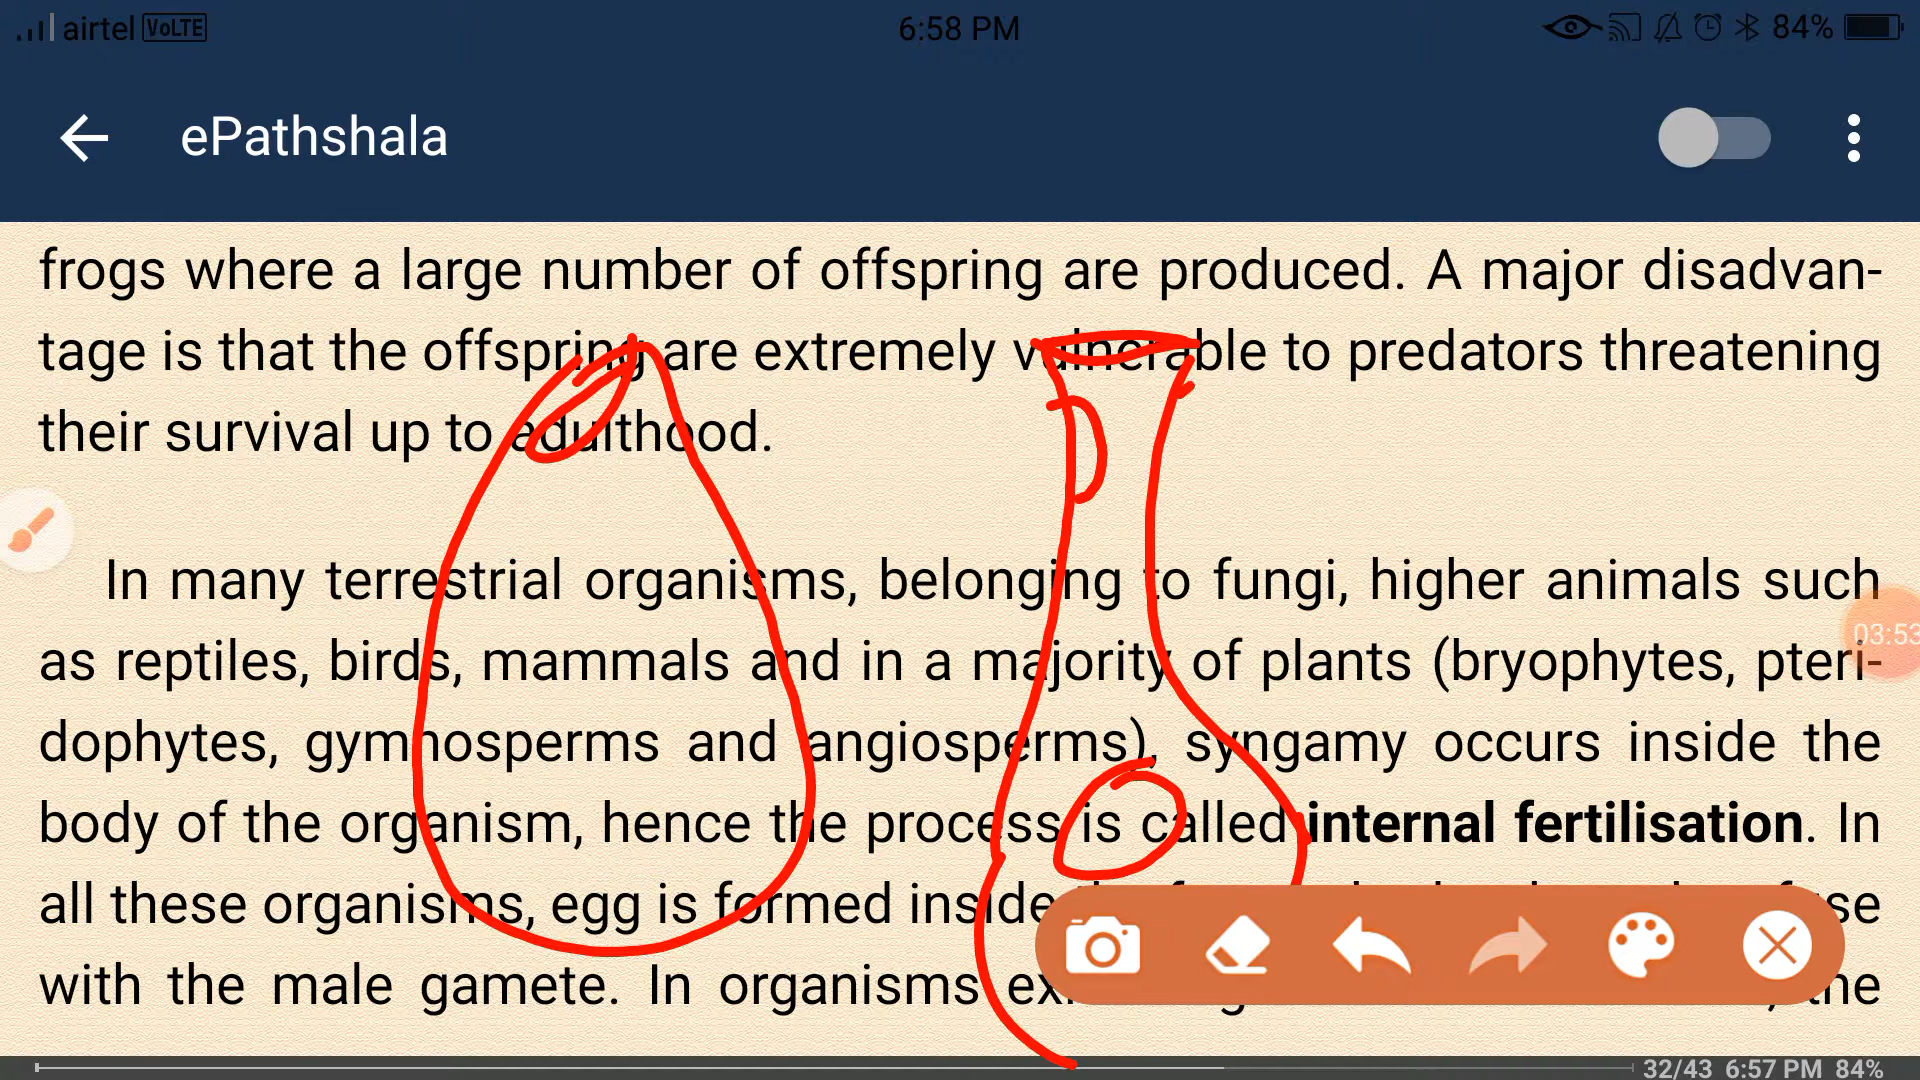 airtel VoLTE 6:58 PM 84%
ePathshala
frogs where a large number of offspring are produced. A major disadvan-
tage is that the offspring are extremely vulnerable to predators threatening
their survival up to adulthood.
In many terrestrial organisms, belonging to fungi, higher animals such
as reptiles, birds, mammals and in a majority of plants (bryophytes, pteri-
03:53
dophytes, gymnosperms and angiosperms), syngamy occurs inside the
body of the organism, hence the process is called internal fertilisation. In
all these organisms, egg is formed inside
with the male gamete. In organisms the
32/43 6:57 PM 84%